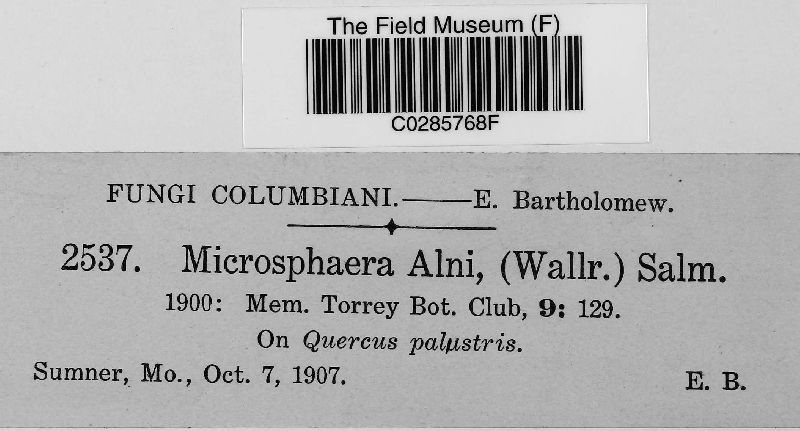 The Field Museum (F)
C0285768F
FUNGI COLUMBIANI.——E. Bartholomew.
2537. Microsphaera Alni, (Wallr.) Salm.
1900: Mem. Torrey Bot. Club, 9: 129.
On Quercus palustris.
Sumner, Mo., Oct. 7, 1907. E. B.